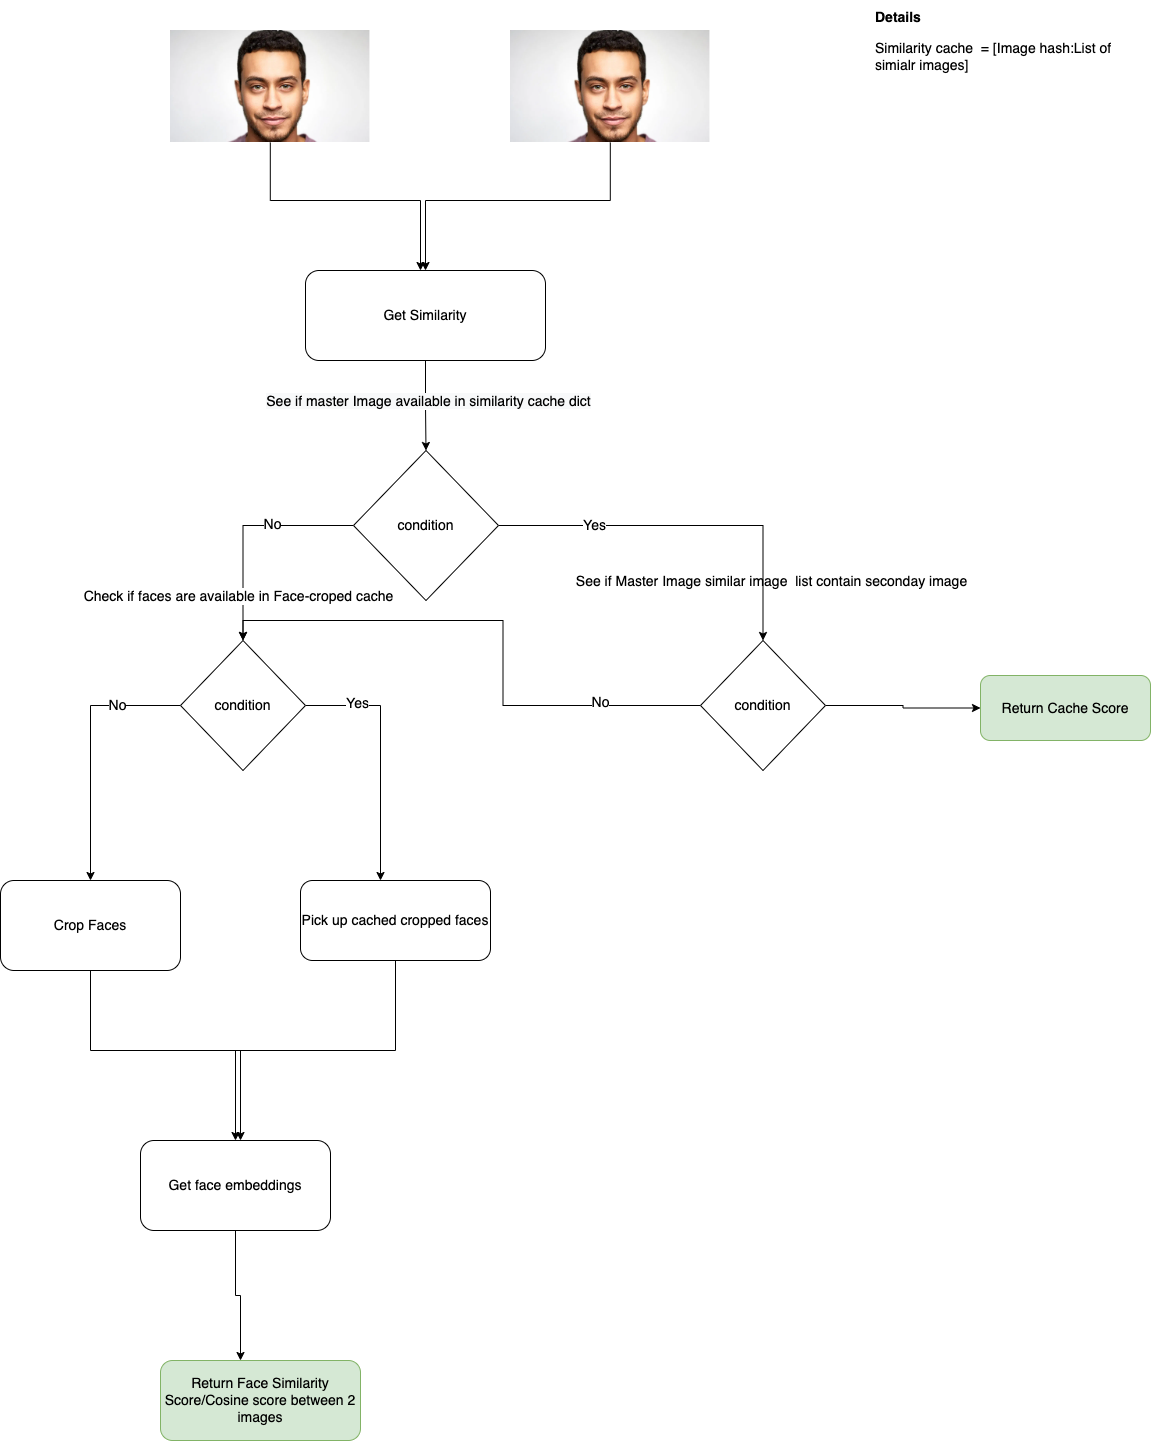 Details
Similarity cache  = [Image hash:List of
simialr images]
Get Similarity
See if master Image available in similarity cache dict
condition
No
Yes
See if Master Image similar image  list contain seconday image
Check if faces are available in Face-croped cache
condition
No
Yes
No
condition
Return Cache Score
Crop Faces
Pick up cached cropped faces
Get face embeddings
Return Face Similarity
Score/Cosine score between 2
images